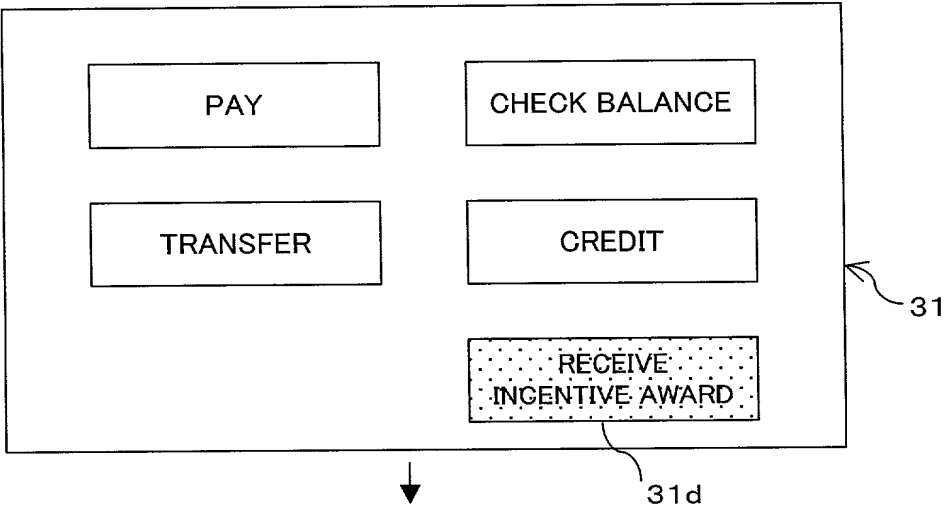 PAY
CHECK BALANCE
TRANSFER
CREDIT
31
RECEIVE
INCENTIVE AWARD
31d